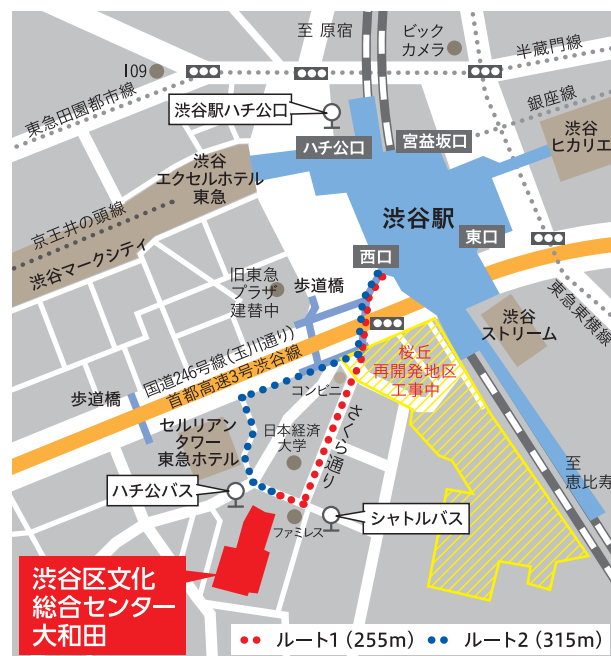 至 原宿
ビック
カメラ
半蔵門線
109
東急田園都市線
渋谷駅ハチ公口
銀座線
ハチ公口
宮益坂口
渋谷
ヒカリエ
渋谷
エクセルホテル
東急
渋谷駅
京王井の頭線
東口
渋谷マークシティ
西口
旧東急
プラザ
建替中
歩道橋
東急東横線
渋谷
ストリーム
国道246号線(玉川通り)
首都高速3号渋谷線
桜丘
再開発地区
工事中
コンビニ
歩道橋
さくら通り
セルリアン
タワー
東急ホテル
日本経済
大学
至
恵比寿
ハチ公バス
シャトルバス
ファミレス
渋谷区文化
総合センター
大和田
ルート1(255m)
ルート2(315m)